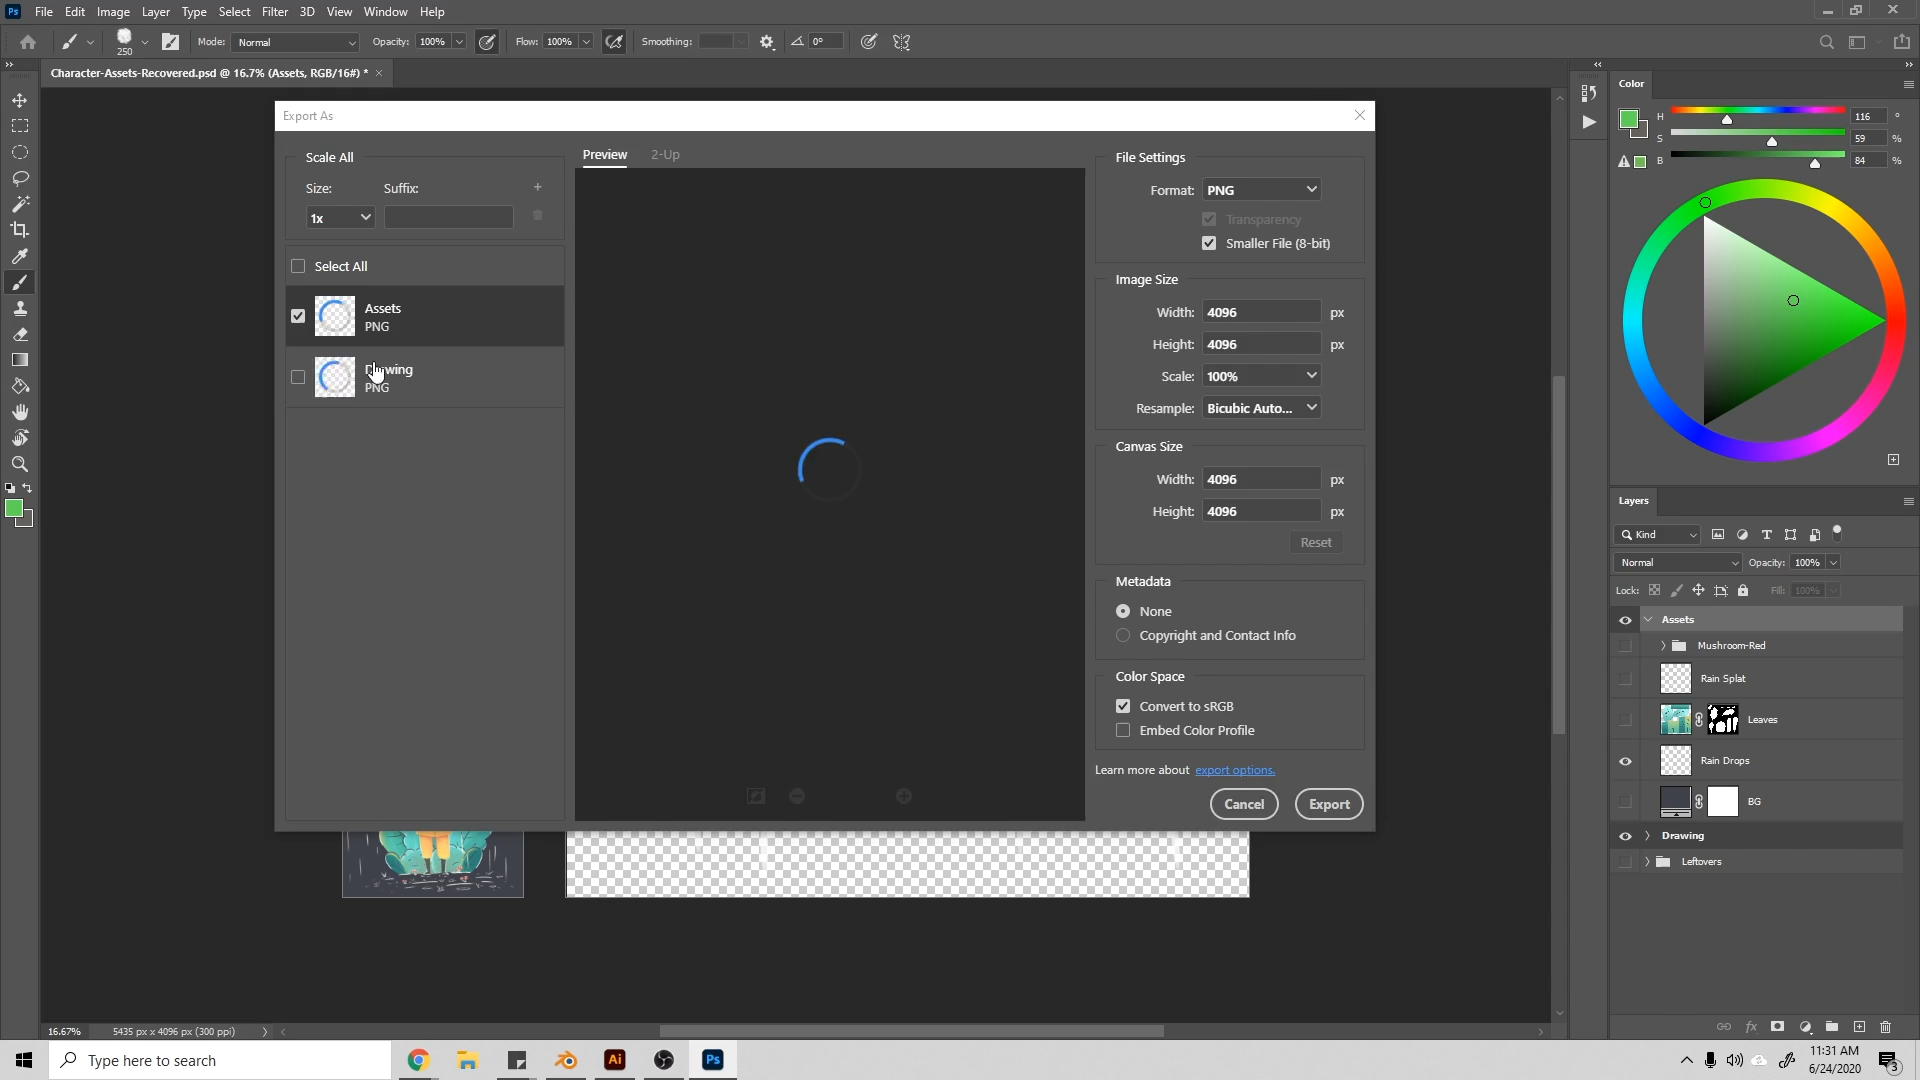 Ps File Edit Image Layer Type Select Filter 3D View Window Help
250 Mode: Normal Opacity: 100% Flow: 100% Smoothing: 0°
Character-Assets-Recovered.psd @ 16.7% (Assets, RGB/16#) * ×
Export As
Scale All
Size: Suffix:
1x
Select All
Assets
PNG
PNG
Preview 2-Up
File Settings
Format: PNG
Transparency
Smaller File (8-bit)
Image Size
Width: 4096 px
Height: 4096 px
Scale: 100%
Resample: Bicubic Auto...
Canvas Size
Width: 4096 px
Height: 4096 px
Reset
Metadata
None
Copyright and Contact Info
Color Space
Convert to sRGB
Embed Color Profile
Learn more about export options.
Cancel Export
Color
H 116 °
S 59 %
B 84 %
Layers
Kind
Normal Opacity: 100%
Lock: Fill: 100%
Assets
Mushroom-Red
Rain Splat
Leaves
Rain Drops
BG
Drawing
Leftovers
16.67% 5435 px x 4096 px (300 ppi)
Type here to search
Ai Ps
11:31 AM
6/24/2020
3